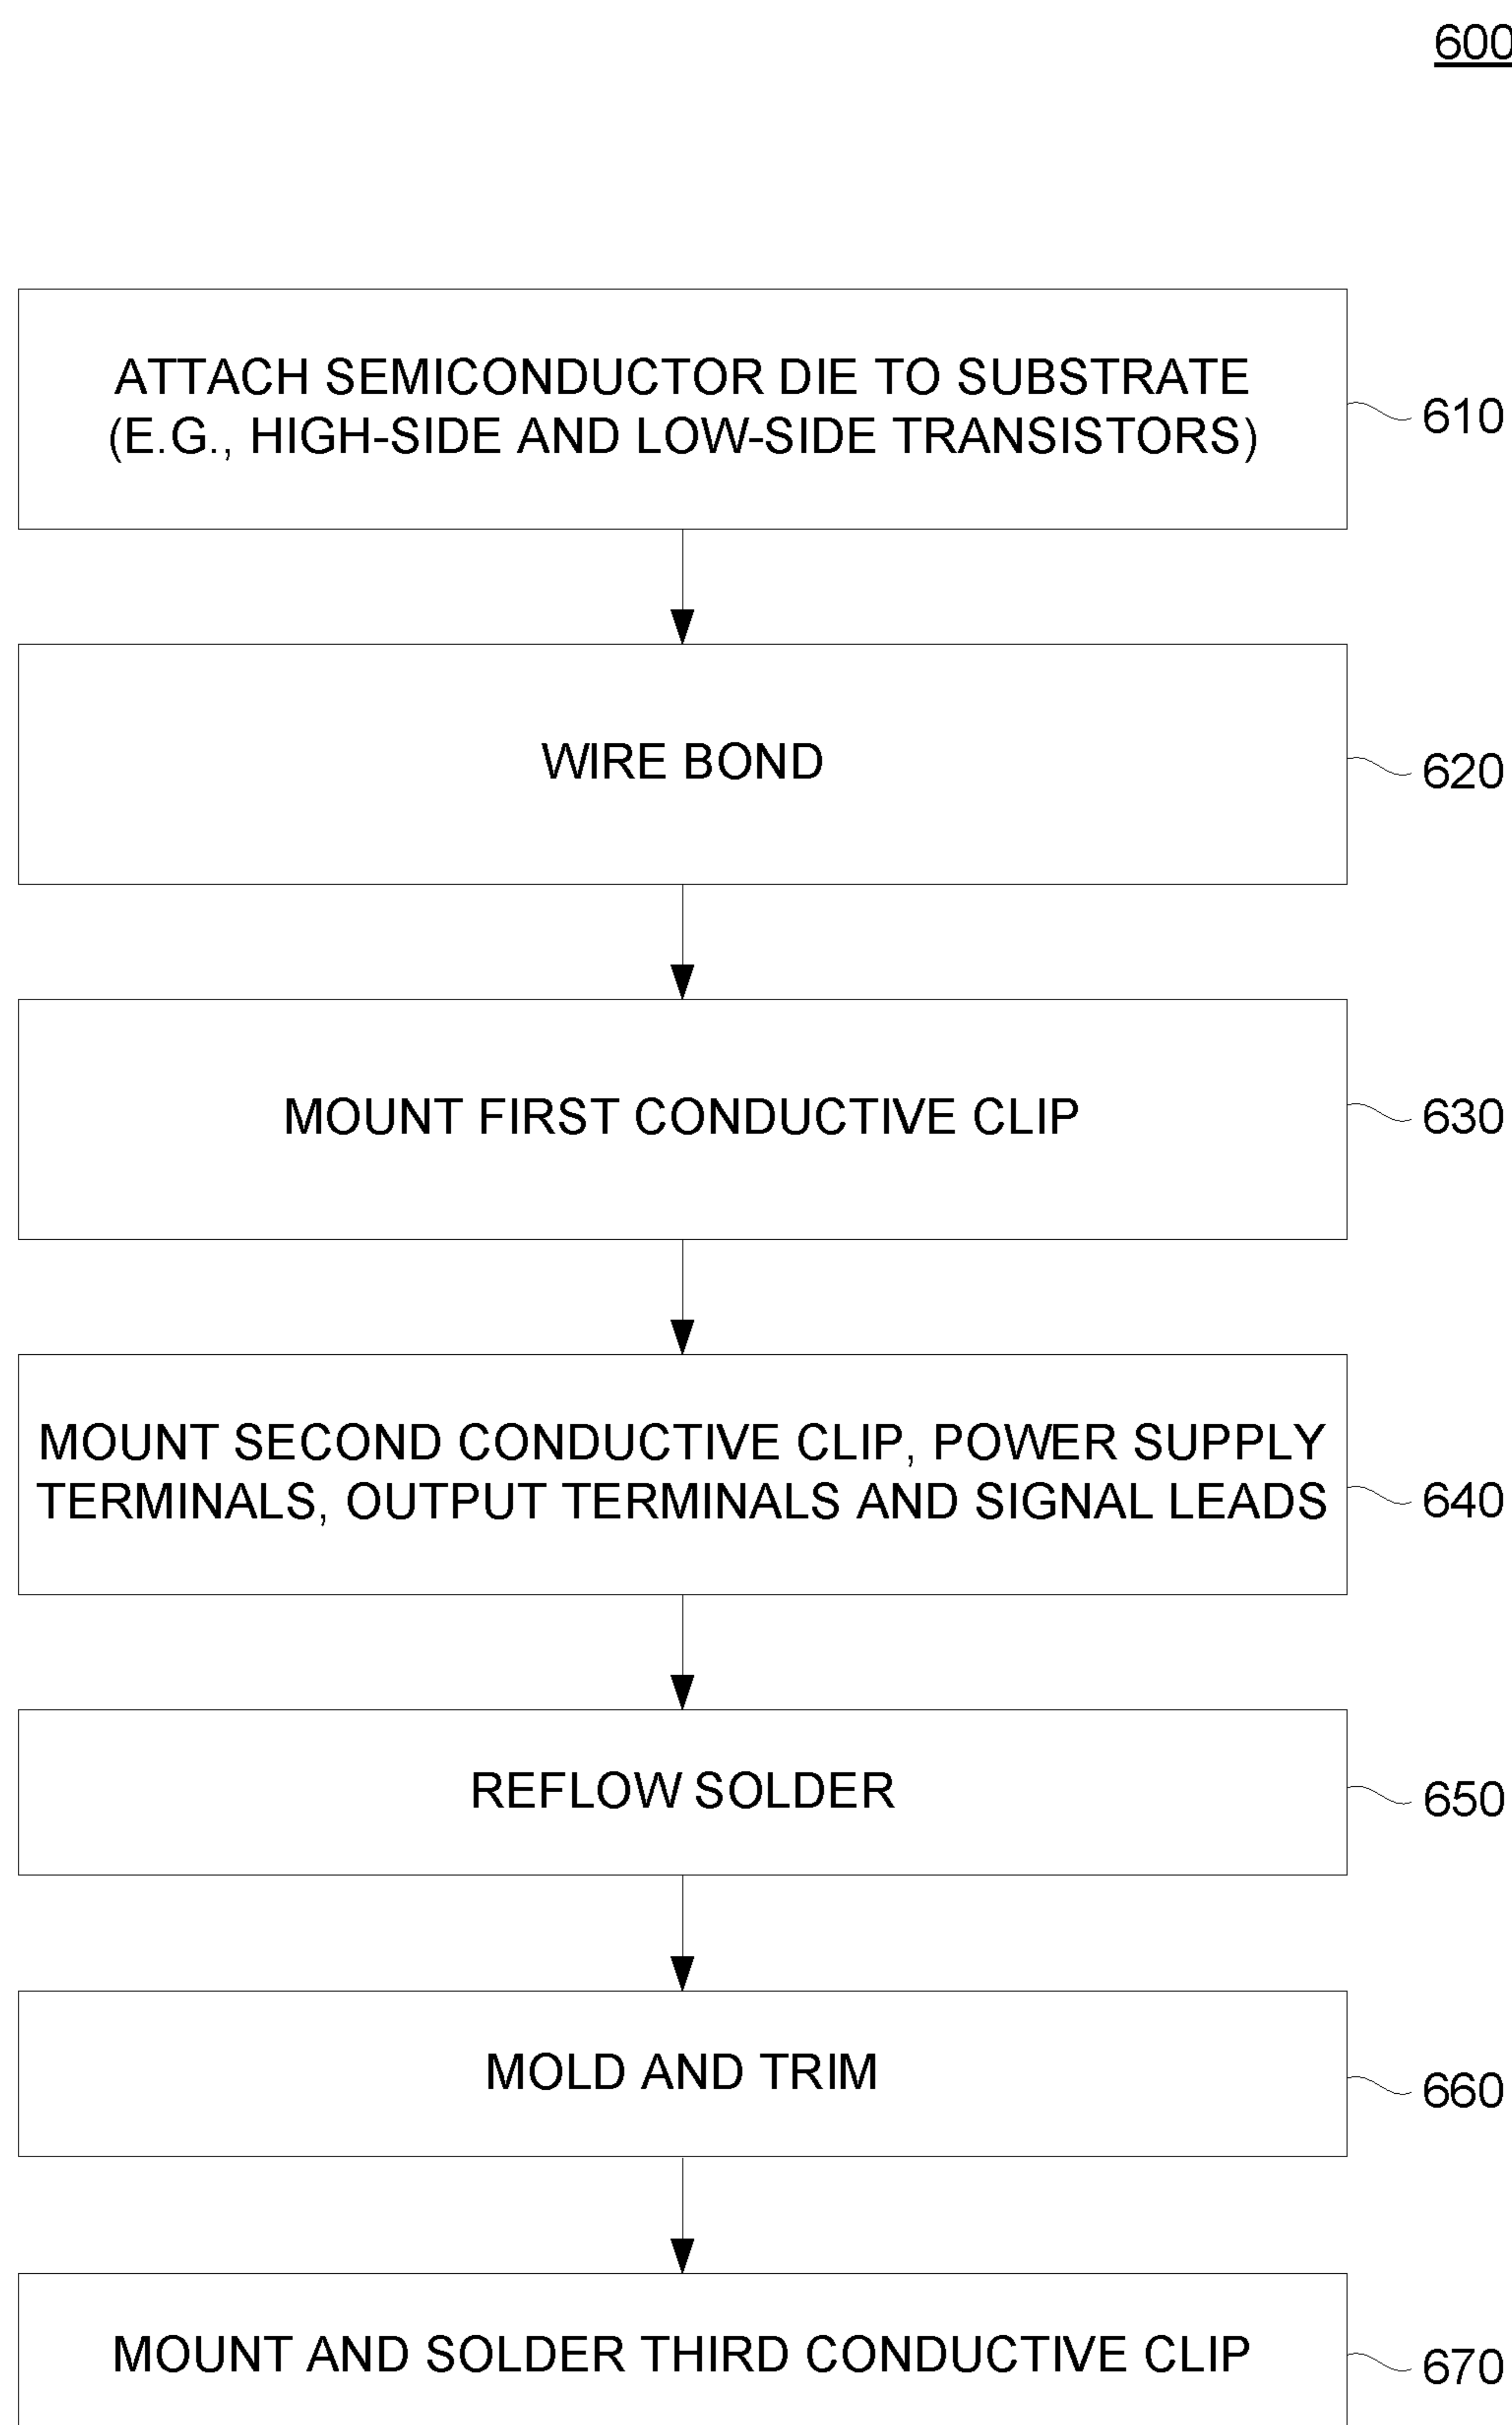 600
ATTACH SEMICONDUCTOR DIE TO SUBSTRATE
(E.G., HIGH-SIDE AND LOW-SIDE TRANSISTORS)
610
WIRE BOND
620
MOUNT FIRST CONDUCTIVE CLIP
630
MOUNT SECOND CONDUCTIVE CLIP, POWER SUPPLY
TERMINALS, OUTPUT TERMINALS AND SIGNAL LEADS
640
REFLOW SOLDER
650
MOLD AND TRIM
660
MOUNT AND SOLDER THIRD CONDUCTIVE CLIP
670